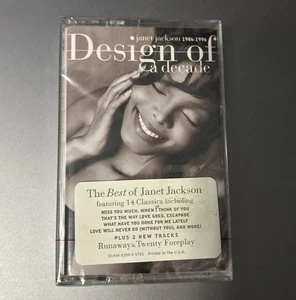 janet jackson 1986/1996
Design of
a decade
The Best of Janet Jackson
featuring 14 Classics including
MISS YOU MUCH, WHEN I THINK OF YOU
THAT'S THE WAY LOVE GOES, ESCAPADE
WHAT HAVE YOU DONE FOR ME LATELY
LOVE WILL NEVER DO (WITHOUT YOU), AND MORE!
PLUS 2 NEW TRACKS
Runaway&Twenty Foreplay
Printed in the U.S.A.